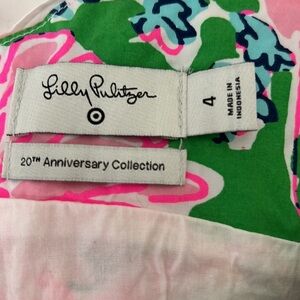 Lilly Pulitzer
4
MADE IN
INDONESIA
20TH Anniversary Collection